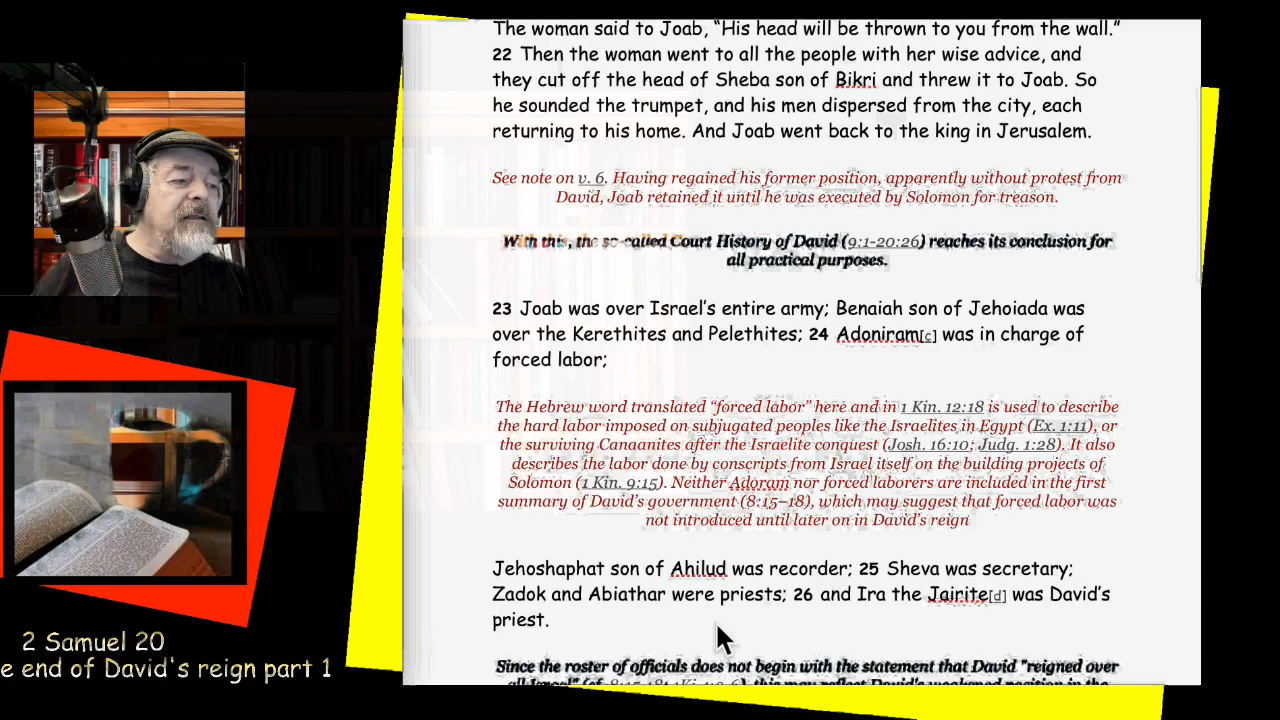 The woman said to Joab, “His head will be thrown to you from the wall.”
22 Then the woman went to all the people with her wise advice, and
they cut off the head of Sheba son of Bikri and threw it to Joab. So
he sounded the trumpet, and his men dispersed from the city, each
returning to his home. And Joab went back to the king in Jerusalem.
See note on v. 6. Having regained his former position, apparently without protest from
David, Joab retained it until he was executed by Solomon for treason.
With this, the so-called Court History of David (9:1-20:26) reaches its conclusion for
all practical purposes.
23 Joab was over Israel’s entire army; Benaiah son of Jehoiada was
over the Kerethites and Pelethites; 24 Adoniram[c] was in charge of
forced labor;
The Hebrew word translated “forced labor” here and in 1 Kin. 12:18 is used to describe
the hard labor imposed on subjugated peoples like the Israelites in Egypt (Ex. 1:11), or
the surviving Canaanites after the Israelite conquest (Josh. 16:10; Judg. 1:28). It also
describes the labor done by conscripts from Israel itself on the building projects of
Solomon (1 Kin. 9:15). Neither Adoram nor forced laborers are included in the first
summary of David’s government (8:15–18), which may suggest that forced labor was
not introduced until later on in David’s reign
Jehoshaphat son of Ahilud was recorder; 25 Sheva was secretary;
Zadok and Abiathar were priests; 26 and Ira the Jairite[d] was David’s
priest.
Since the roster of officials does not begin with the statement that David "reigned over
all Israel" this may reflect David's weakened position in the
2 Samuel 20
e end of David's reign part 1